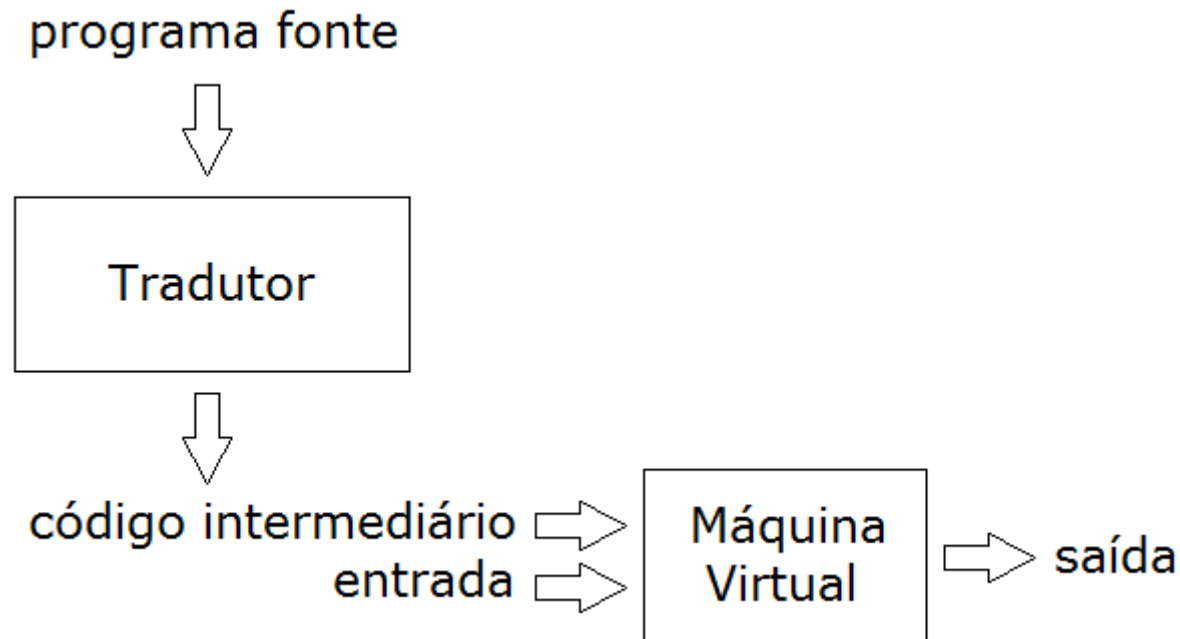 programa fonte
Tradutor
código intermediário
entrada
Máquina
Virtual
saída